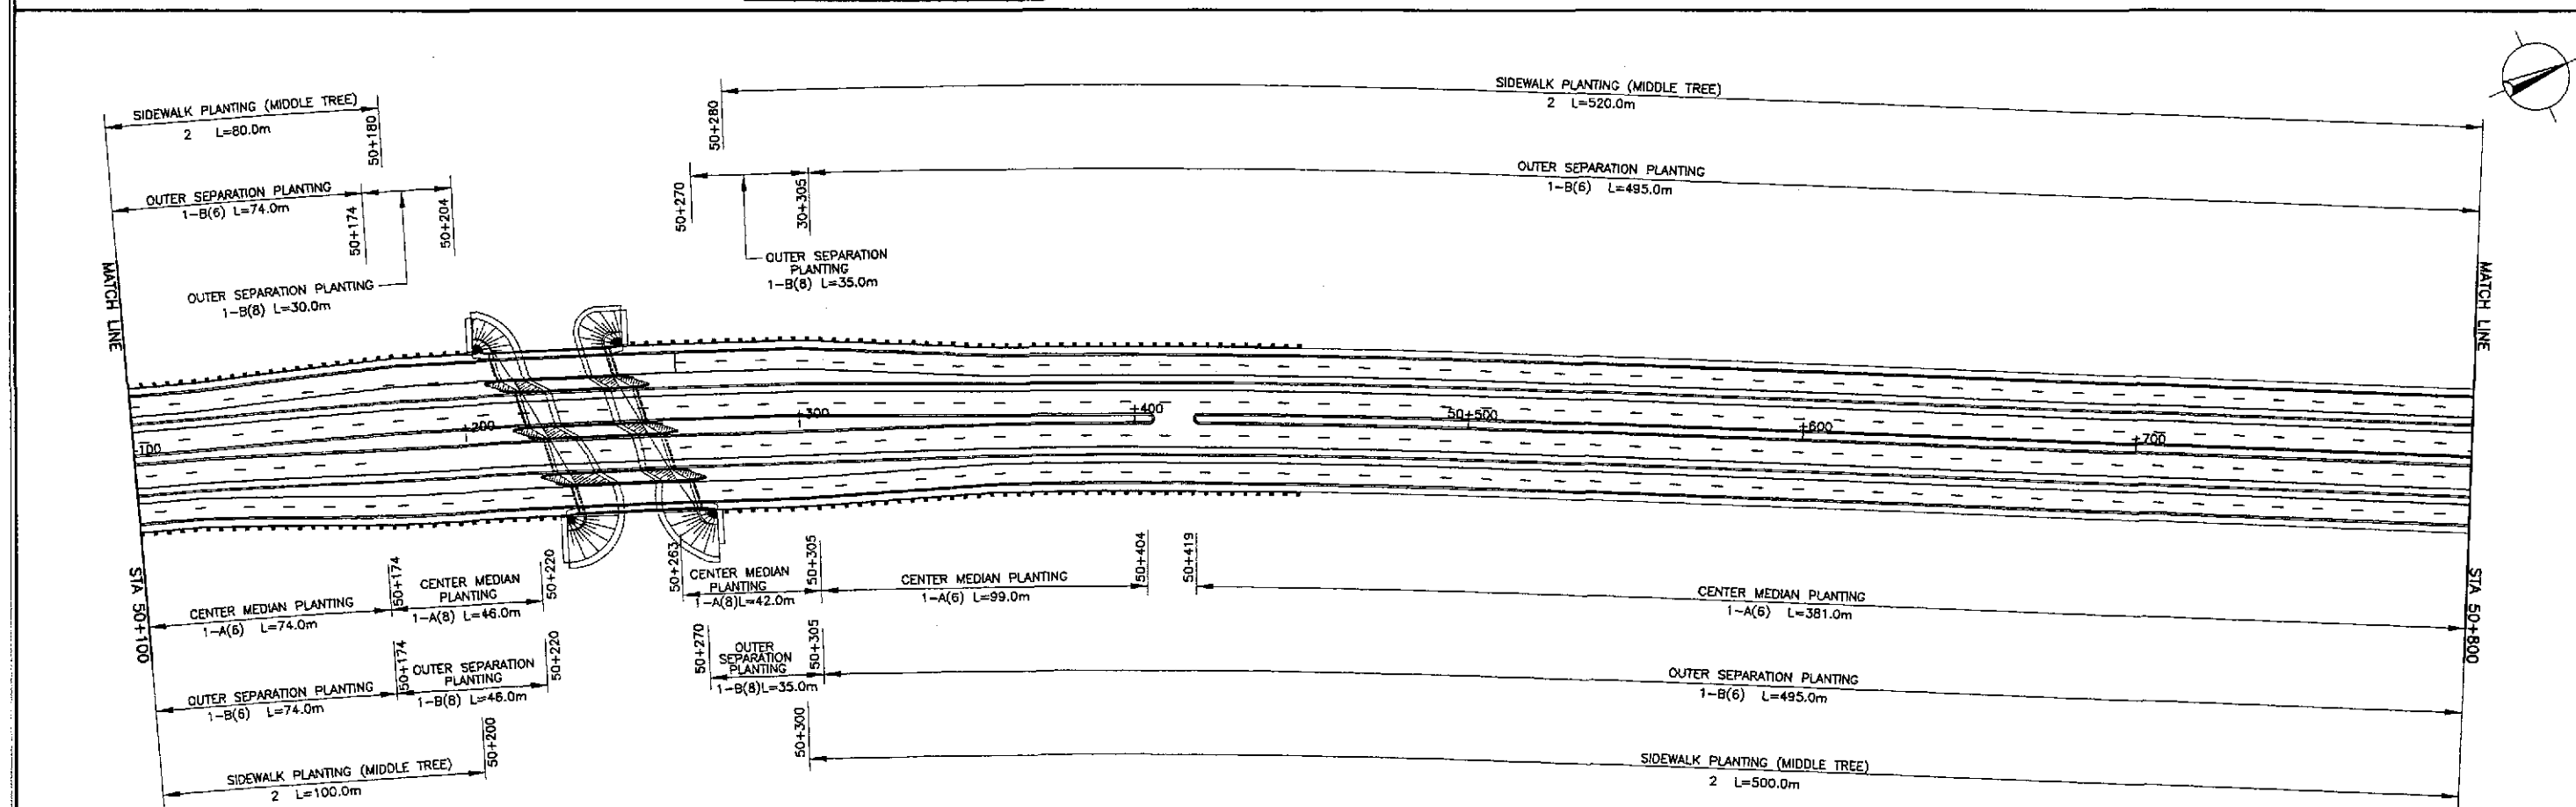 SIDEWALK PLANTING (MIDDLE TREE)
2 L=80.0m
50+180
OUTER SEPARATION PLANTING
1-B(6) L=74.0m
50+174
50+204
OUTER SEPARATION PLANTING
1-B(8) L=30.0m
SIDEWALK PLANTING (MIDDLE TREE)
2 L=520.0m
50+280
OUTER SEPARATION PLANTING
1-B(6) L=495.0m
50+270
30+305
OUTER SEPARATION
PLANTING
1-B(8) L=35.0m
MATCH LINE
MATCH LINE
100
+200
+300
+400
50+500
+600
+700
STA 50+100
STA 50+800
CENTER MEDIAN PLANTING
1-A(6) L=74.0m
50+174
CENTER MEDIAN
PLANTING
1-A(8) L=46.0m
50+220
50+263
CENTER MEDIAN
PLANTING
1-A(8)L=42.0m
50+305
CENTER MEDIAN PLANTING
1-A(6) L=99.0m
50+404
50+419
CENTER MEDIAN PLANTING
1-A(6) L=381.0m
OUTER SEPARATION PLANTING
1-B(6) L=74.0m
50+174
OUTER SEPARATION
PLANTING
1-B(8) L=46.0m
50+220
50+270
OUTER
SEPARATION
PLANTING
1-B(8)L=35.0m
50+305
OUTER SEPARATION PLANTING
1-B(6) L=495.0m
SIDEWALK PLANTING (MIDDLE TREE)
2 L=100.0m
50+200
50+300
SIDEWALK PLANTING (MIDDLE TREE)
2 L=500.0m